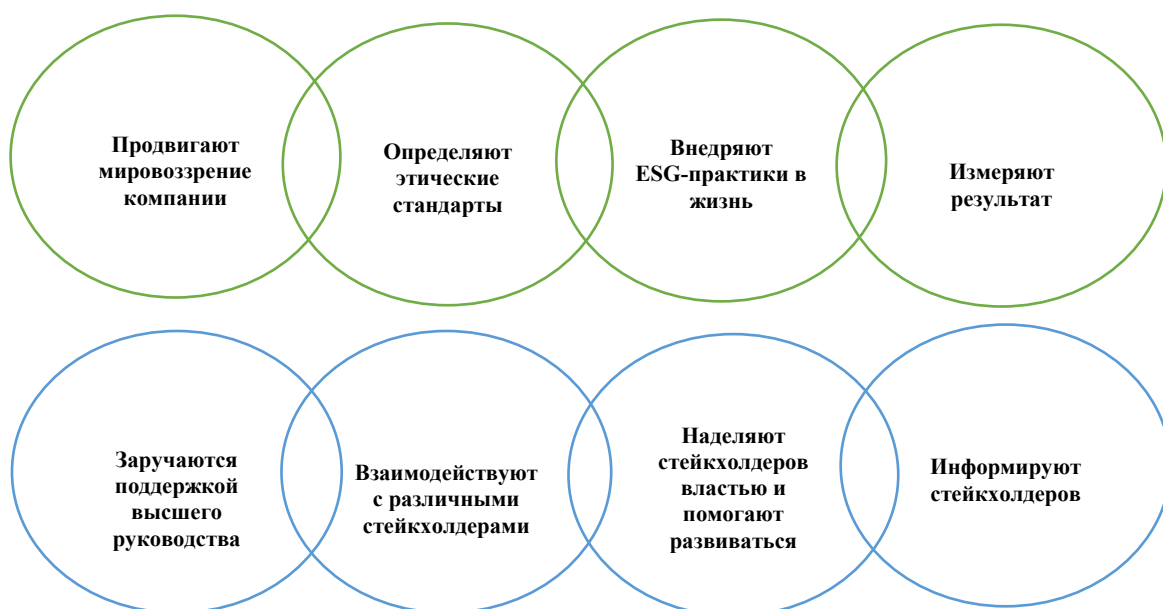 Продвигают
мировоззрение
компании
Определяют
этические
стандарты
Внедряют
ESG-практики в
жизнь
Измеряют
результат
Заручаются
поддержкой
высшего
руководства
Взаимодействуют
с различными
стейкхолдерами
Наделяют
стейкхолдеров
властью и
помогают
развиваться
Информируют
стейкхолдеров